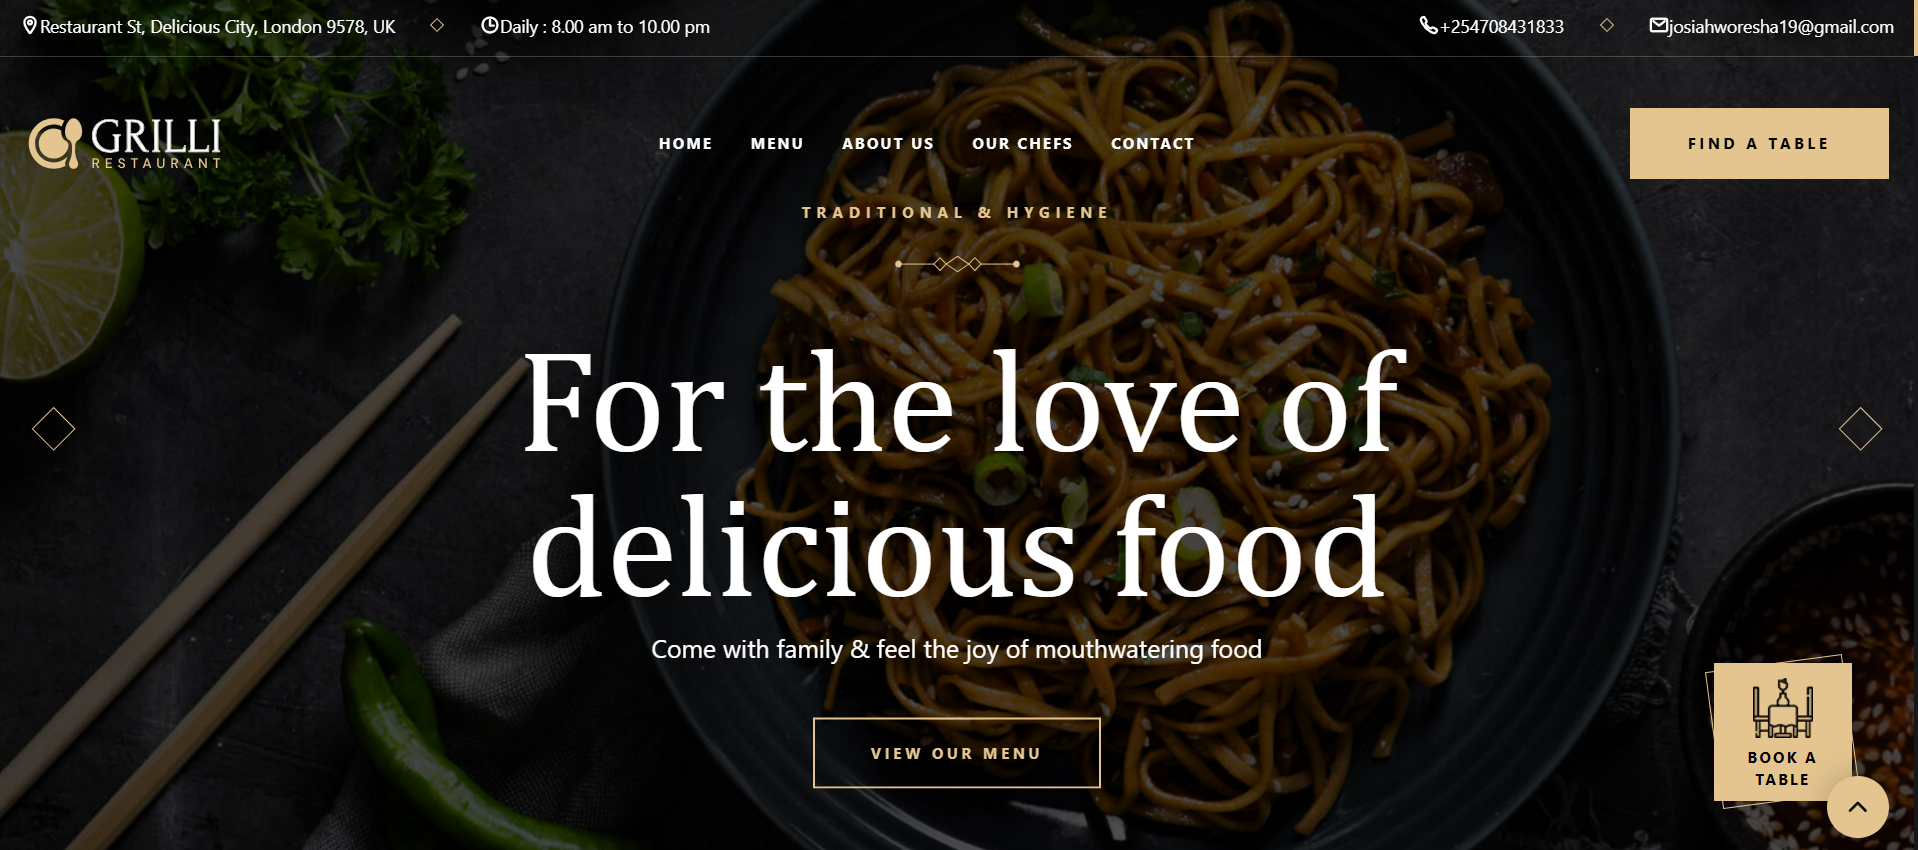 Restaurant St, Delicious City, London 9578, UK
Daily : 8.00 am to 10.00 pm
+254708431833
josiahworesha19@gmail.com
GRILLI
RESTAURANT
HOME
MENU
ABOUT US
OUR CHEFS
CONTACT
FIND A TABLE
TRADITIONAL & HYGIENE
For the love of
delicious food
Come with family & feel the joy of mouthwatering food
VIEW OUR MENU
BOOK A
TABLE